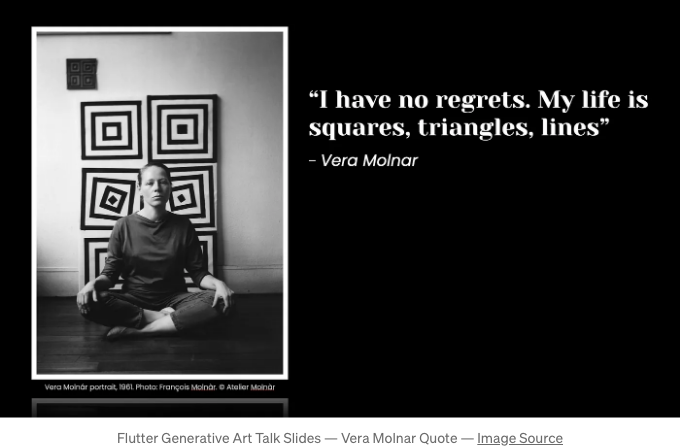 “I have no regrets. My life is
squares, triangles, lines”
- Vera Molnar
Vera Molnár portrait, 1961. Photo: François Molnár. © Atelier Molnár
Flutter Generative Art Talk Slides — Vera Molnar Quote — Image Source